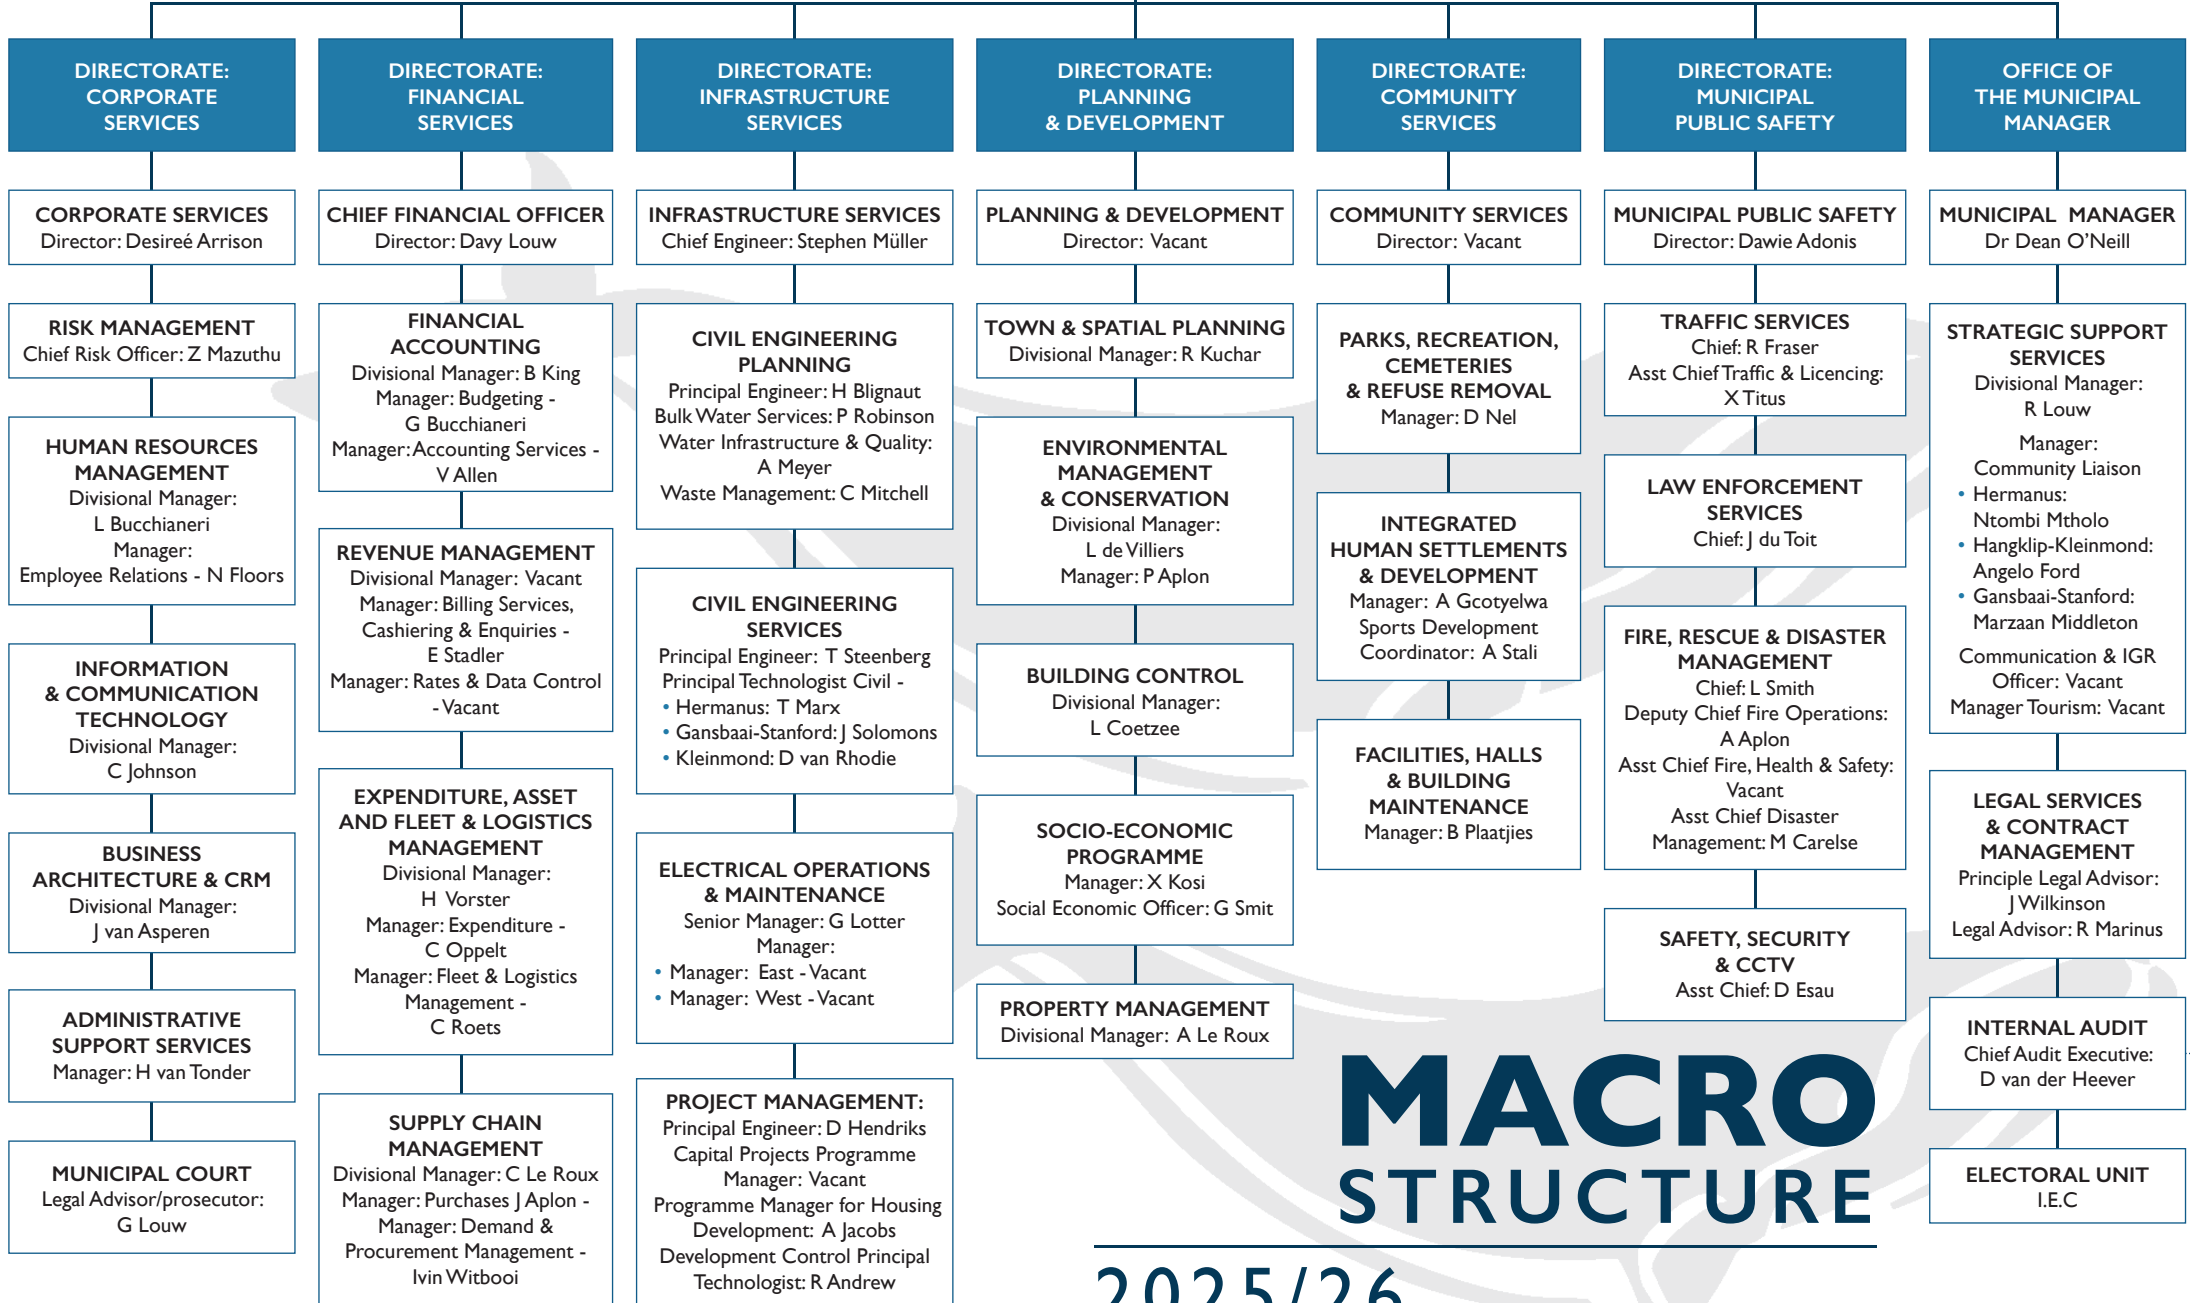 DIRECTORATE:
CORPORATE
SERVICES
CORPORATE SERVICES
Director: Desireé Arrison
RISK MANAGEMENT
Chief Risk Officer: Z Mazuthu
HUMAN RESOURCES
MANAGEMENT
Divisional Manager:
L Bucchianeri
Manager:
Employee Relations - N Floors
INFORMATION
& COMMUNICATION
TECHNOLOGY
Divisional Manager:
C Johnson
BUSINESS
ARCHITECTURE & CRM
Divisional Manager:
J van Asperen
ADMINISTRATIVE
SUPPORT SERVICES
Manager: H van Tonder
MUNICIPAL COURT
Legal Advisor/prosecutor:
G Louw
DIRECTORATE:
FINANCIAL
SERVICES
CHIEF FINANCIAL OFFICER
Director: Davy Louw
FINANCIAL
ACCOUNTING
Divisional Manager: B King
Manager: Budgeting -
G Bucchianeri
Manager: Accounting Services -
V Allen
REVENUE MANAGEMENT
Divisional Manager: Vacant
Manager: Billing Services,
Cashiering & Enquiries -
E Stadler
Manager: Rates & Data Control
- Vacant
EXPENDITURE, ASSET
AND FLEET & LOGISTICS
MANAGEMENT
Divisional Manager:
H Vorster
Manager: Expenditure -
C Oppelt
Manager: Fleet & Logistics
Management -
C Roets
SUPPLY CHAIN
MANAGEMENT
Divisional Manager: C Le Roux
Manager: Purchases J Aplon -
Manager: Demand &
Procurement Management -
Ivin Witbooi
DIRECTORATE:
INFRASTRUCTURE
SERVICES
INFRASTRUCTURE SERVICES
Chief Engineer: Stephen Müller
CIVIL ENGINEERING
PLANNING
Principal Engineer: H Blignaut
Bulk Water Services: P Robinson
Water Infrastructure & Quality:
A Meyer
Waste Management: C Mitchell
CIVIL ENGINEERING
SERVICES
Principal Engineer: T Steenberg
Principal Technologist Civil -
• Hermanus: T Marx
• Gansbaai-Stanford: J Solomons
• Kleinmond: D van Rhodie
ELECTRICAL OPERATIONS
& MAINTENANCE
Senior Manager: G Lotter
Manager:
• Manager: East - Vacant
• Manager: West - Vacant
PROJECT MANAGEMENT:
Principal Engineer: D Hendriks
Capital Projects Programme
Manager: Vacant
Programme Manager for Housing
Development: A Jacobs
Development Control Principal
Technologist: R Andrew
DIRECTORATE:
PLANNING
& DEVELOPMENT
PLANNING & DEVELOPMENT
Director: Vacant
TOWN & SPATIAL PLANNING
Divisional Manager: R Kuchar
ENVIRONMENTAL
MANAGEMENT
& CONSERVATION
Divisional Manager:
L de Villiers
Manager: P Aplon
BUILDING CONTROL
Divisional Manager:
L Coetzee
SOCIO-ECONOMIC
PROGRAMME
Manager: X Kosi
Social Economic Officer: G Smit
PROPERTY MANAGEMENT
Divisional Manager: A Le Roux
DIRECTORATE:
COMMUNITY
SERVICES
COMMUNITY SERVICES
Director: Vacant
PARKS, RECREATION,
CEMETERIES
& REFUSE REMOVAL
Manager: D Nel
INTEGRATED
HUMAN SETTLEMENTS
& DEVELOPMENT
Manager: A Gcotyelwa
Sports Development
Coordinator: A Stali
FACILITIES, HALLS
& BUILDING
MAINTENANCE
Manager: B Plaatjies
DIRECTORATE:
MUNICIPAL
PUBLIC SAFETY
MUNICIPAL PUBLIC SAFETY
Director: Dawie Adonis
TRAFFIC SERVICES
Chief: R Fraser
Asst Chief Traffic & Licencing:
X Titus
LAW ENFORCEMENT
SERVICES
Chief: J du Toit
FIRE, RESCUE & DISASTER
MANAGEMENT
Chief: L Smith
Deputy Chief Fire Operations:
A Aplon
Asst Chief Fire, Health & Safety:
Vacant
Asst Chief Disaster
Management: M Carelse
SAFETY, SECURITY
& CCTV
Asst Chief: D Esau
OFFICE OF
THE MUNICIPAL
MANAGER
MUNICIPAL MANAGER
Dr Dean O'Neill
STRATEGIC SUPPORT
SERVICES
Divisional Manager:
R Louw
Manager:
Community Liaison
• Hermanus:
Ntombi Mtholo
• Hangklip-Kleinmond:
Angelo Ford
• Gansbaai-Stanford:
Marzaan Middleton
Communication & IGR
Officer: Vacant
Manager Tourism: Vacant
LEGAL SERVICES
& CONTRACT
MANAGEMENT
Principle Legal Advisor:
J Wilkinson
Legal Advisor: R Marinus
INTERNAL AUDIT
Chief Audit Executive:
D van der Heever
ELECTORAL UNIT
I.E.C
MACRO
STRUCTURE
2025/26